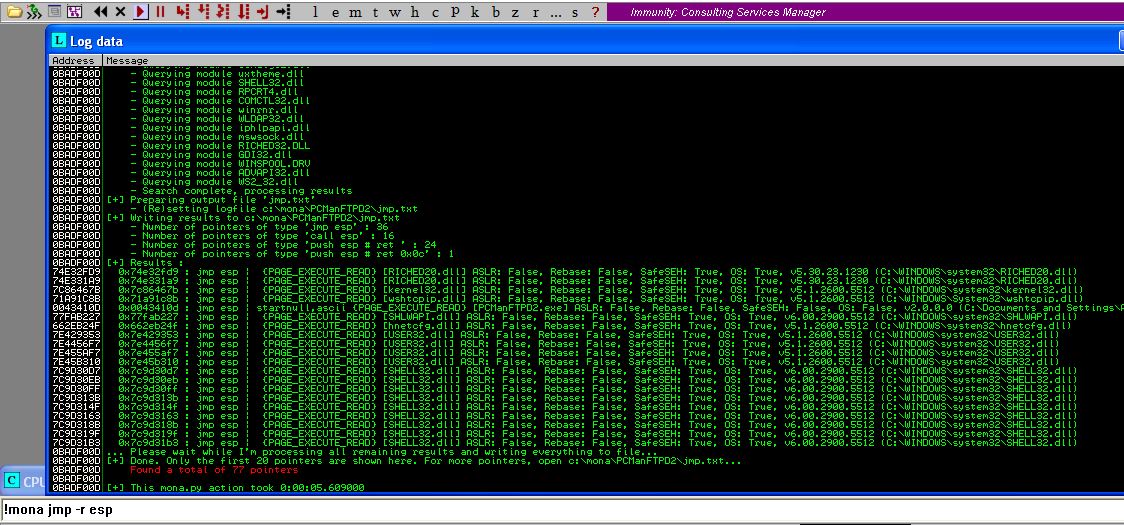 l e m t w h c p k b z r ... s ?
Immunity: Consulting Services Manager
L Log data
Address Message
0BADF00D - Querying module uxtheme.dll
0BADF00D - Querying module SHELL32.dll
0BADF00D - Querying module RPCRT4.dll
0BADF00D - Querying module COMCTL32.dll
0BADF00D - Querying module winrnr.dll
0BADF00D - Querying module WLDAP32.dll
0BADF00D - Querying module iphlpapi.dll
0BADF00D - Querying module mswsock.dll
0BADF00D - Querying module RICHED32.DLL
0BADF00D - Querying module GDI32.dll
0BADF00D - Querying module WINSPOOL.DRV
0BADF00D - Querying module ADVAPI32.dll
0BADF00D - Querying module WS2_32.dll
0BADF00D - Search complete, processing results
0BADF00D [+] Preparing output file 'jmp.txt'
0BADF00D - (Re)setting logfile c:\mona\PCManFTPD2\jmp.txt
0BADF00D [+] Writing results to c:\mona\PCManFTPD2\jmp.txt
0BADF00D - Number of pointers of type 'jmp esp' : 36
0BADF00D - Number of pointers of type 'call esp' : 16
0BADF00D - Number of pointers of type 'push esp # ret ' : 24
0BADF00D - Number of pointers of type 'push esp # ret 0x0c' : 1
0BADF00D [+] Results :
74E32FD9 0x74e32fd9 : jmp esp | {PAGE_EXECUTE_READ} [RICHED20.dll] ASLR: False, Rebase: False, SafeSEH: True, OS: True, v5.30.23.1230 (C:\WINDOWS\system32\RICHED20.dll)
74E331A9 0x74e331a9 : jmp esp | {PAGE_EXECUTE_READ} [RICHED20.dll] ASLR: False, Rebase: False, SafeSEH: True, OS: True, v5.30.23.1230 (C:\WINDOWS\system32\RICHED20.dll)
7C86467B 0x7c86467b : jmp esp | {PAGE_EXECUTE_READ} [kernel32.dll] ASLR: False, Rebase: False, SafeSEH: True, OS: True, v5.1.2600.5512 (C:\WINDOWS\system32\kernel32.dll)
71A91C8B 0x71a91c8b : jmp esp | {PAGE_EXECUTE_READ} [wshtcpip.dll] ASLR: False, Rebase: False, SafeSEH: True, OS: True, v5.1.2600.5512 (C:\WINDOWS\System32\wshtcpip.dll)
0043410D 0x0043410d : jmp esp | startnull,ascii {PAGE_EXECUTE_READ} [PCManFTPD2.exe] ASLR: False, Rebase: False, SafeSEH: False, OS: False, v2.0.0.0 (C:\Documents and Settings\
77FAB227 0x77fab227 : jmp esp | {PAGE_EXECUTE_READ} [SHLWAPI.dll] ASLR: False, Rebase: False, SafeSEH: True, OS: True, v6.00.2900.5512 (C:\WINDOWS\system32\SHLWAPI.dll)
662EB24F 0x662eb24f : jmp esp | {PAGE_EXECUTE_READ} [hnetcfg.dll] ASLR: False, Rebase: False, SafeSEH: True, OS: True, v5.1.2600.5512 (C:\WINDOWS\system32\hnetcfg.dll)
7E429353 0x7e429353 : jmp esp | {PAGE_EXECUTE_READ} [USER32.dll] ASLR: False, Rebase: False, SafeSEH: True, OS: True, v5.1.2600.5512 (C:\WINDOWS\system32\USER32.dll)
7E4456F7 0x7e4456f7 : jmp esp | {PAGE_EXECUTE_READ} [USER32.dll] ASLR: False, Rebase: False, SafeSEH: True, OS: True, v5.1.2600.5512 (C:\WINDOWS\system32\USER32.dll)
7E455AF7 0x7e455af7 : jmp esp | {PAGE_EXECUTE_READ} [USER32.dll] ASLR: False, Rebase: False, SafeSEH: True, OS: True, v5.1.2600.5512 (C:\WINDOWS\system32\USER32.dll)
7E45B310 0x7e45b310 : jmp esp | {PAGE_EXECUTE_READ} [USER32.dll] ASLR: False, Rebase: False, SafeSEH: True, OS: True, v5.1.2600.5512 (C:\WINDOWS\system32\USER32.dll)
7C9D30D7 0x7c9d30d7 : jmp esp | {PAGE_EXECUTE_READ} [SHELL32.dll] ASLR: False, Rebase: False, SafeSEH: True, OS: True, v6.00.2900.5512 (C:\WINDOWS\system32\SHELL32.dll)
7C9D30EB 0x7c9d30eb : jmp esp | {PAGE_EXECUTE_READ} [SHELL32.dll] ASLR: False, Rebase: False, SafeSEH: True, OS: True, v6.00.2900.5512 (C:\WINDOWS\system32\SHELL32.dll)
7C9D30FF 0x7c9d30ff : jmp esp | {PAGE_EXECUTE_READ} [SHELL32.dll] ASLR: False, Rebase: False, SafeSEH: True, OS: True, v6.00.2900.5512 (C:\WINDOWS\system32\SHELL32.dll)
7C9D313B 0x7c9d313b : jmp esp | {PAGE_EXECUTE_READ} [SHELL32.dll] ASLR: False, Rebase: False, SafeSEH: True, OS: True, v6.00.2900.5512 (C:\WINDOWS\system32\SHELL32.dll)
7C9D314F 0x7c9d314f : jmp esp | {PAGE_EXECUTE_READ} [SHELL32.dll] ASLR: False, Rebase: False, SafeSEH: True, OS: True, v6.00.2900.5512 (C:\WINDOWS\system32\SHELL32.dll)
7C9D3163 0x7c9d3163 : jmp esp | {PAGE_EXECUTE_READ} [SHELL32.dll] ASLR: False, Rebase: False, SafeSEH: True, OS: True, v6.00.2900.5512 (C:\WINDOWS\system32\SHELL32.dll)
7C9D318B 0x7c9d318b : jmp esp | {PAGE_EXECUTE_READ} [SHELL32.dll] ASLR: False, Rebase: False, SafeSEH: True, OS: True, v6.00.2900.5512 (C:\WINDOWS\system32\SHELL32.dll)
7C9D319F 0x7c9d319f : jmp esp | {PAGE_EXECUTE_READ} [SHELL32.dll] ASLR: False, Rebase: False, SafeSEH: True, OS: True, v6.00.2900.5512 (C:\WINDOWS\system32\SHELL32.dll)
7C9D31B3 0x7c9d31b3 : jmp esp | {PAGE_EXECUTE_READ} [SHELL32.dll] ASLR: False, Rebase: False, SafeSEH: True, OS: True, v6.00.2900.5512 (C:\WINDOWS\system32\SHELL32.dll)
0BADF00D ... Please wait while I'm processing all remaining results and writing everything to file...
0BADF00D [+] Done. Only the first 20 pointers are shown here. For more pointers, open c:\mona\PCManFTPD2\jmp.txt...
0BADF00D Found a total of 77 pointers
0BADF00D
0BADF00D [+] This mona.py action took 0:00:05.609000
C CPU
!mona jmp -r esp